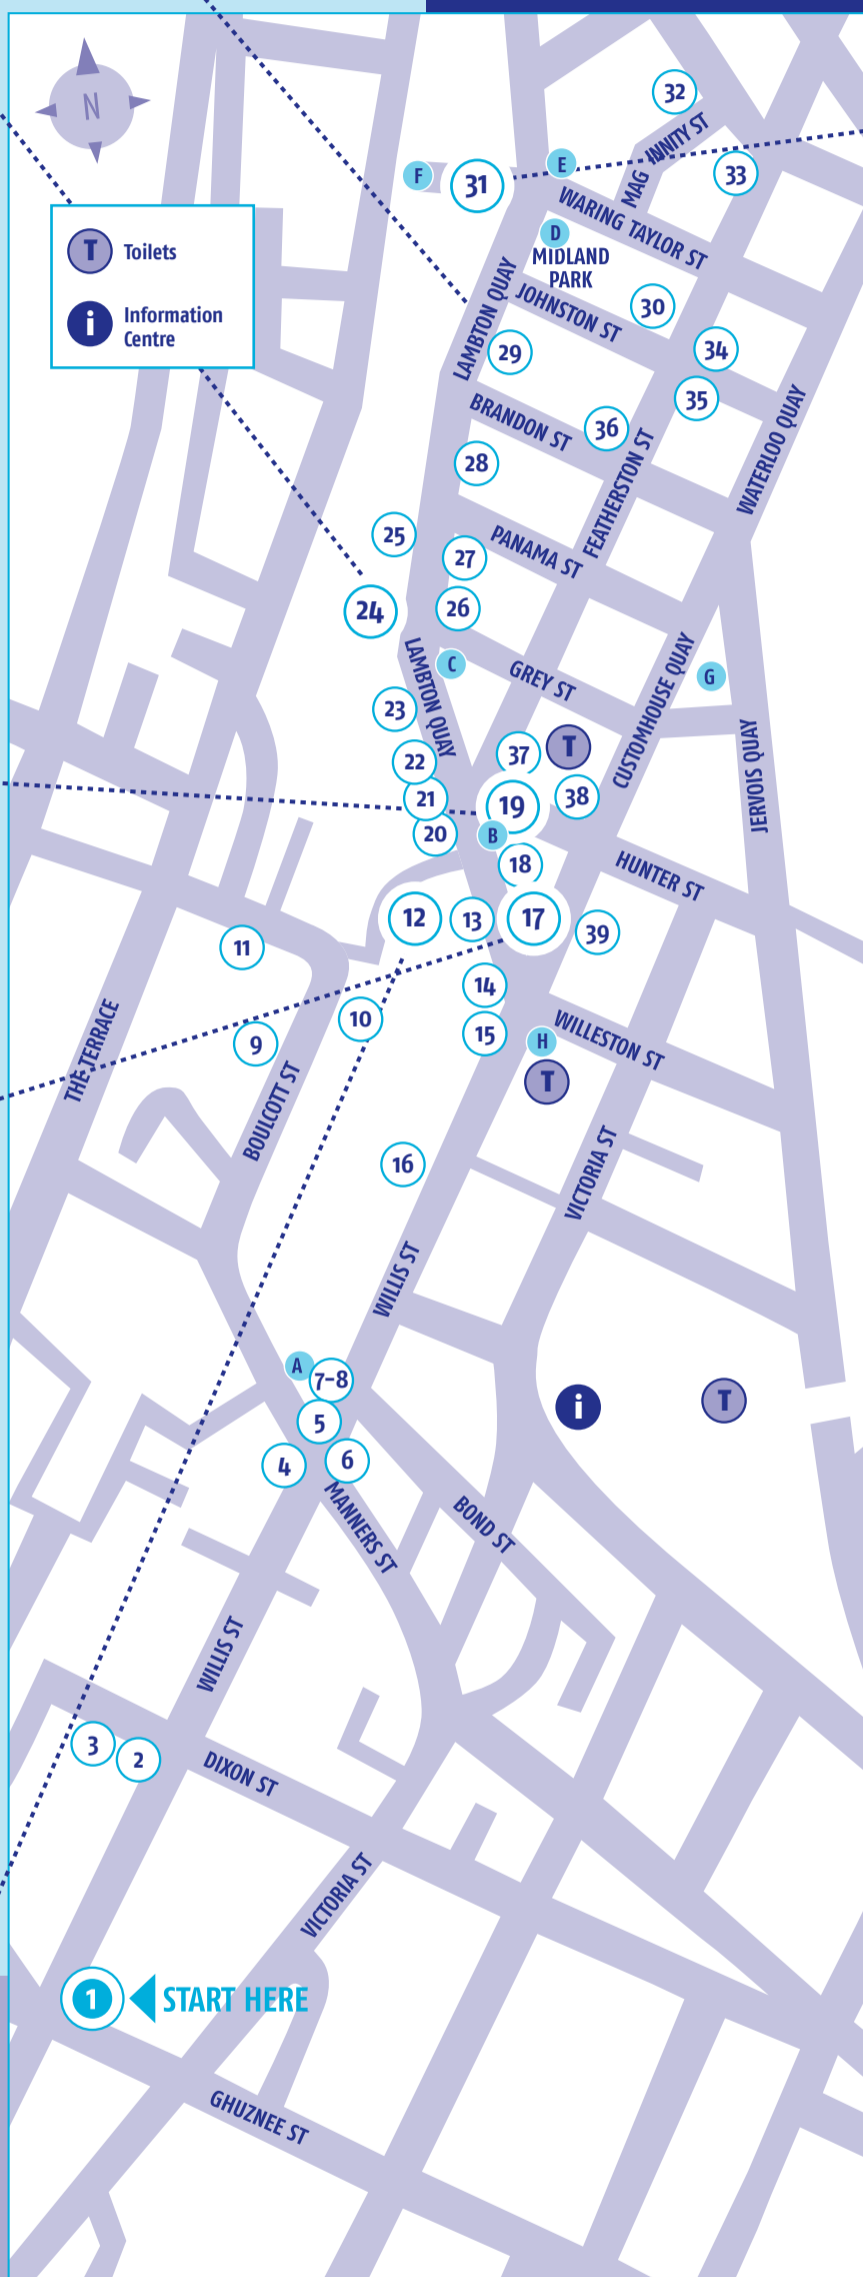 N
T Toilets
i Information
Centre
32
MAGINNITY ST
33
E
F
31
WARING TAYLOR ST
D
MIDLAND
PARK
LAMBTON QUAY
JOHNSTON ST
30
29
34
35
BRANDON ST
36
WATERLOO QUAY
28
FEATHERSTON ST
25
27
PANAMA ST
24
26
LAMBTON QUAY
C
GREY ST
CUSTOMHOUSE QUAY
G
23
22
37
T
JERVOIS QUAY
21
19
38
20
B
18
HUNTER ST
12
13
17
39
11
14
10
9
15
H
WILLESTON ST
T
THE TERRACE
BOULCOTT ST
16
VICTORIA ST
WILLIS ST
A
7-8
5
4
6
i
T
MANNERS ST
BOND ST
WILLIS ST
3
2
DIXON ST
VICTORIA ST
1
START HERE
GHUZNEE ST